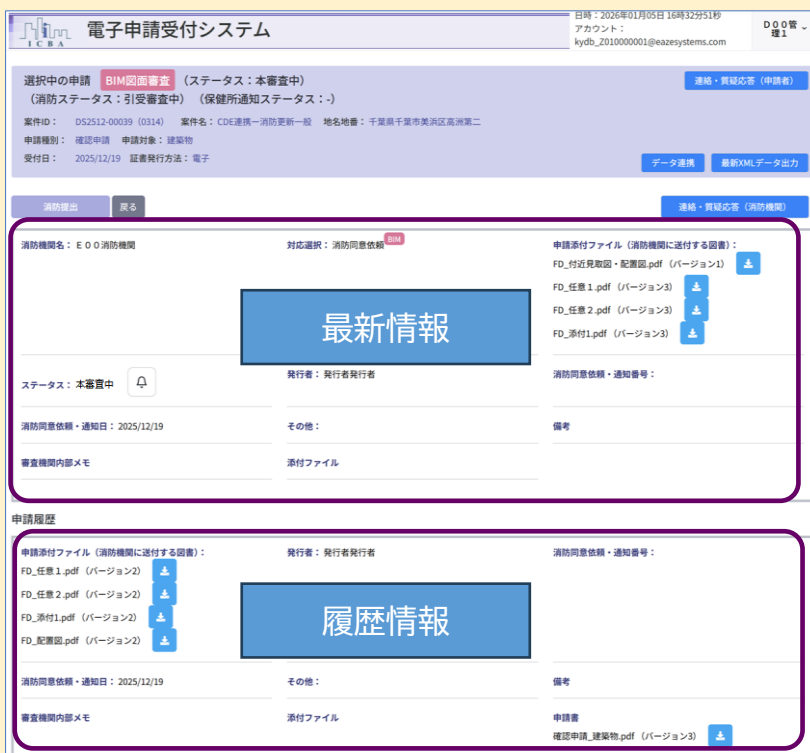 日時：2026年01月05日 16時32分51秒
ICBA 電子申請受付システム
アカウント：
kydb_Z010000001@eazesystems.com
D00管理1
選択中の申請 BIM図面審査 （ステータス：本審査中）
連絡・質疑応答（申請者）
（消防ステータス：引受審査中）（保健所通知ステータス：-）
案件ID： DS2512-00039（0314） 案件名：CDE連携ー消防更新一般 地名地番：千葉県千葉市美浜区高洲第二
申請種別： 確認申請 申請対象：建築物
受付日： 2025/12/19 証書発行方法：電子
データ連携 最新XMLデータ出力
消防提出 戻る 連絡・質疑応答（消防機関）
消防機関名：E00消防機関 対応選択：消防同意依頼 BIM 申請添付ファイル（消防機関に送付する図書）：
FD_付近見取図・配置図.pdf（バージョン1）
FD_任意1.pdf（バージョン3）
FD_任意2.pdf（バージョン3）
FD_添付1.pdf（バージョン3）
最新情報
ステータス：本審査中 発行者：発行者発行者 消防同意依頼・通知番号：
消防同意依頼・通知日：2025/12/19 その他： 備考
審査機関内部メモ 添付ファイル
申請履歴
申請添付ファイル（消防機関に送付する図書）： 発行者：発行者発行者 消防同意依頼・通知番号：
FD_任意1.pdf（バージョン2）
FD_任意2.pdf（バージョン2）
FD_添付1.pdf（バージョン2）
FD_配置図.pdf（バージョン2）
履歴情報
消防同意依頼・通知日：2025/12/19 その他： 備考
審査機関内部メモ 添付ファイル 申請書
確認申請_建築物.pdf（バージョン3）